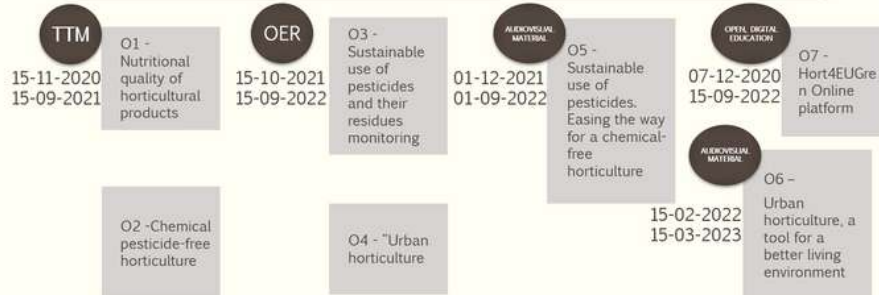 TTM
15-11-2020
15-09-2021
O1 -
Nutritional
quality of
horticultural
products
O2 -Chemical
pesticide-free
horticulture
OER
15-10-2021
15-09-2022
O3 -
Sustainable
use of
pesticides
and their
residues
monitoring
O4 - "Urban
horticulture
AUDIOVISUAL
MATERIAL
01-12-2021
01-09-2022
O5 -
Sustainable
use of
pesticides.
Easing the way
for a chemical-
free
horticulture
OPEN, DIGITAL
EDUCATION
07-12-2020
15-09-2022
O7 -
Hort4EUGre
n Online
platform
AUDIOVISUAL
MATERIAL
15-02-2022
15-03-2023
O6 –
Urban
horticulture, a
tool for a
better living
environment